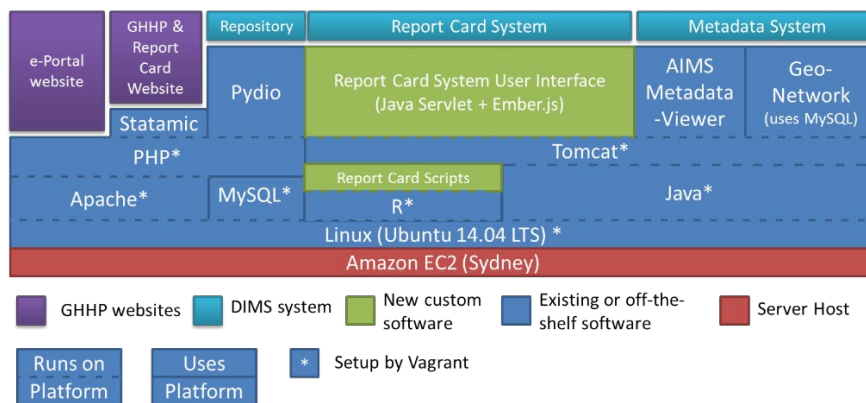 e-Portal
website
GHHP &
Report
Card
Website
Repository
Report Card System
Metadata System
Pydio
Report Card System User Interface
(Java Servlet + Ember.js)
AIMS
Metadata
-Viewer
Geo-
Network
(uses MySQL)
Statamic
PHP*
Tomcat*
Apache*
MySQL*
Report Card Scripts
R*
Java*
Linux (Ubuntu 14.04 LTS) *
Amazon EC2 (Sydney)
GHHP websites
DIMS system
New custom
software
Existing or off-the-
shelf software
Server Host
Runs on
Platform
Uses
Platform
*
Setup by Vagrant